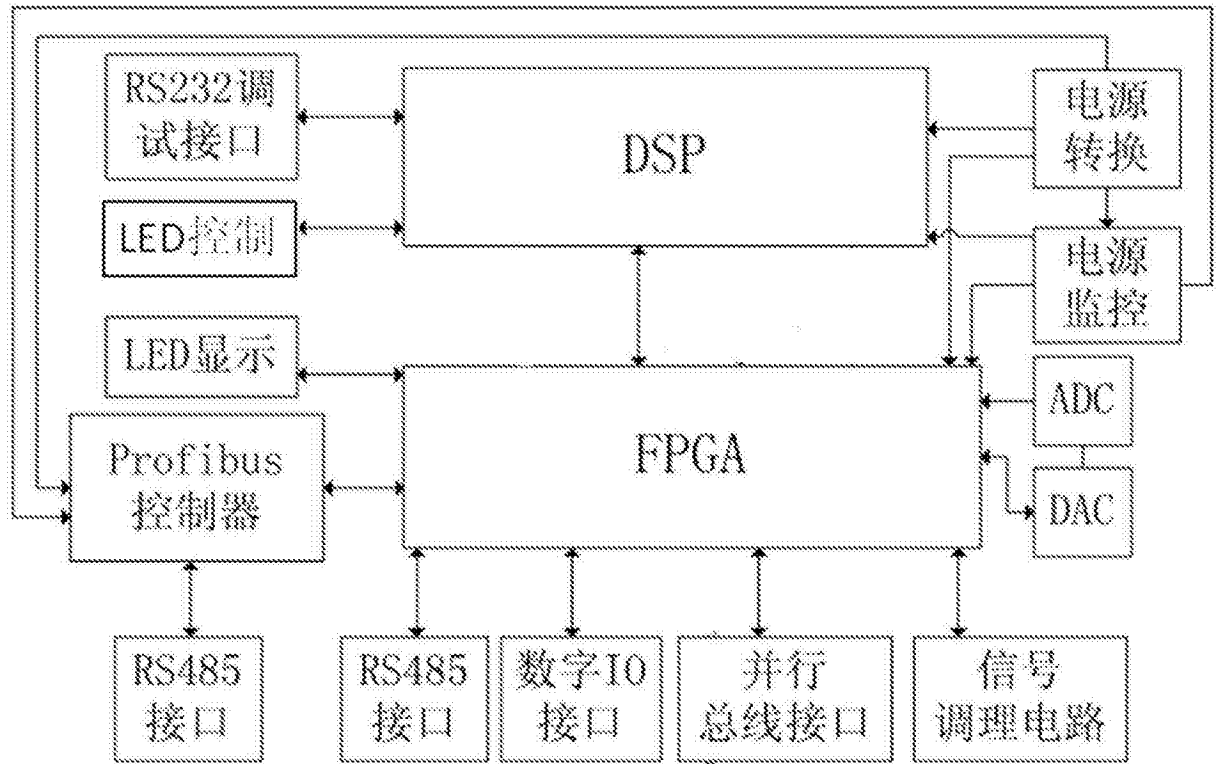 RS232调
试接口
DSP
电源
转换
LED控制
电源
监控
LED显示
ADC
Profibus
控制器
FPGA
DAC
RS485
接口
RS485
接口
数字IO
接口
并行
总线接口
信号
调理电路